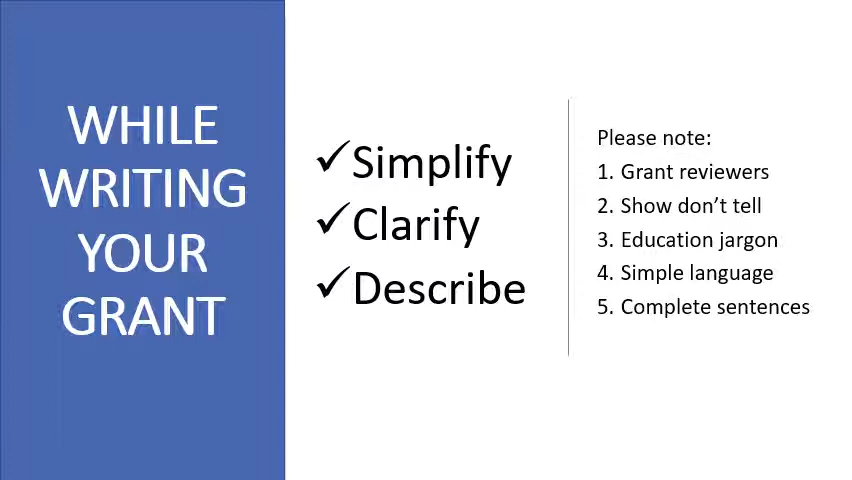 WHILE
WRITING
YOUR
GRANT
✓Simplify
✓Clarify
✓Describe
Please note:
1. Grant reviewers
2. Show don’t tell
3. Education jargon
4. Simple language
5. Complete sentences